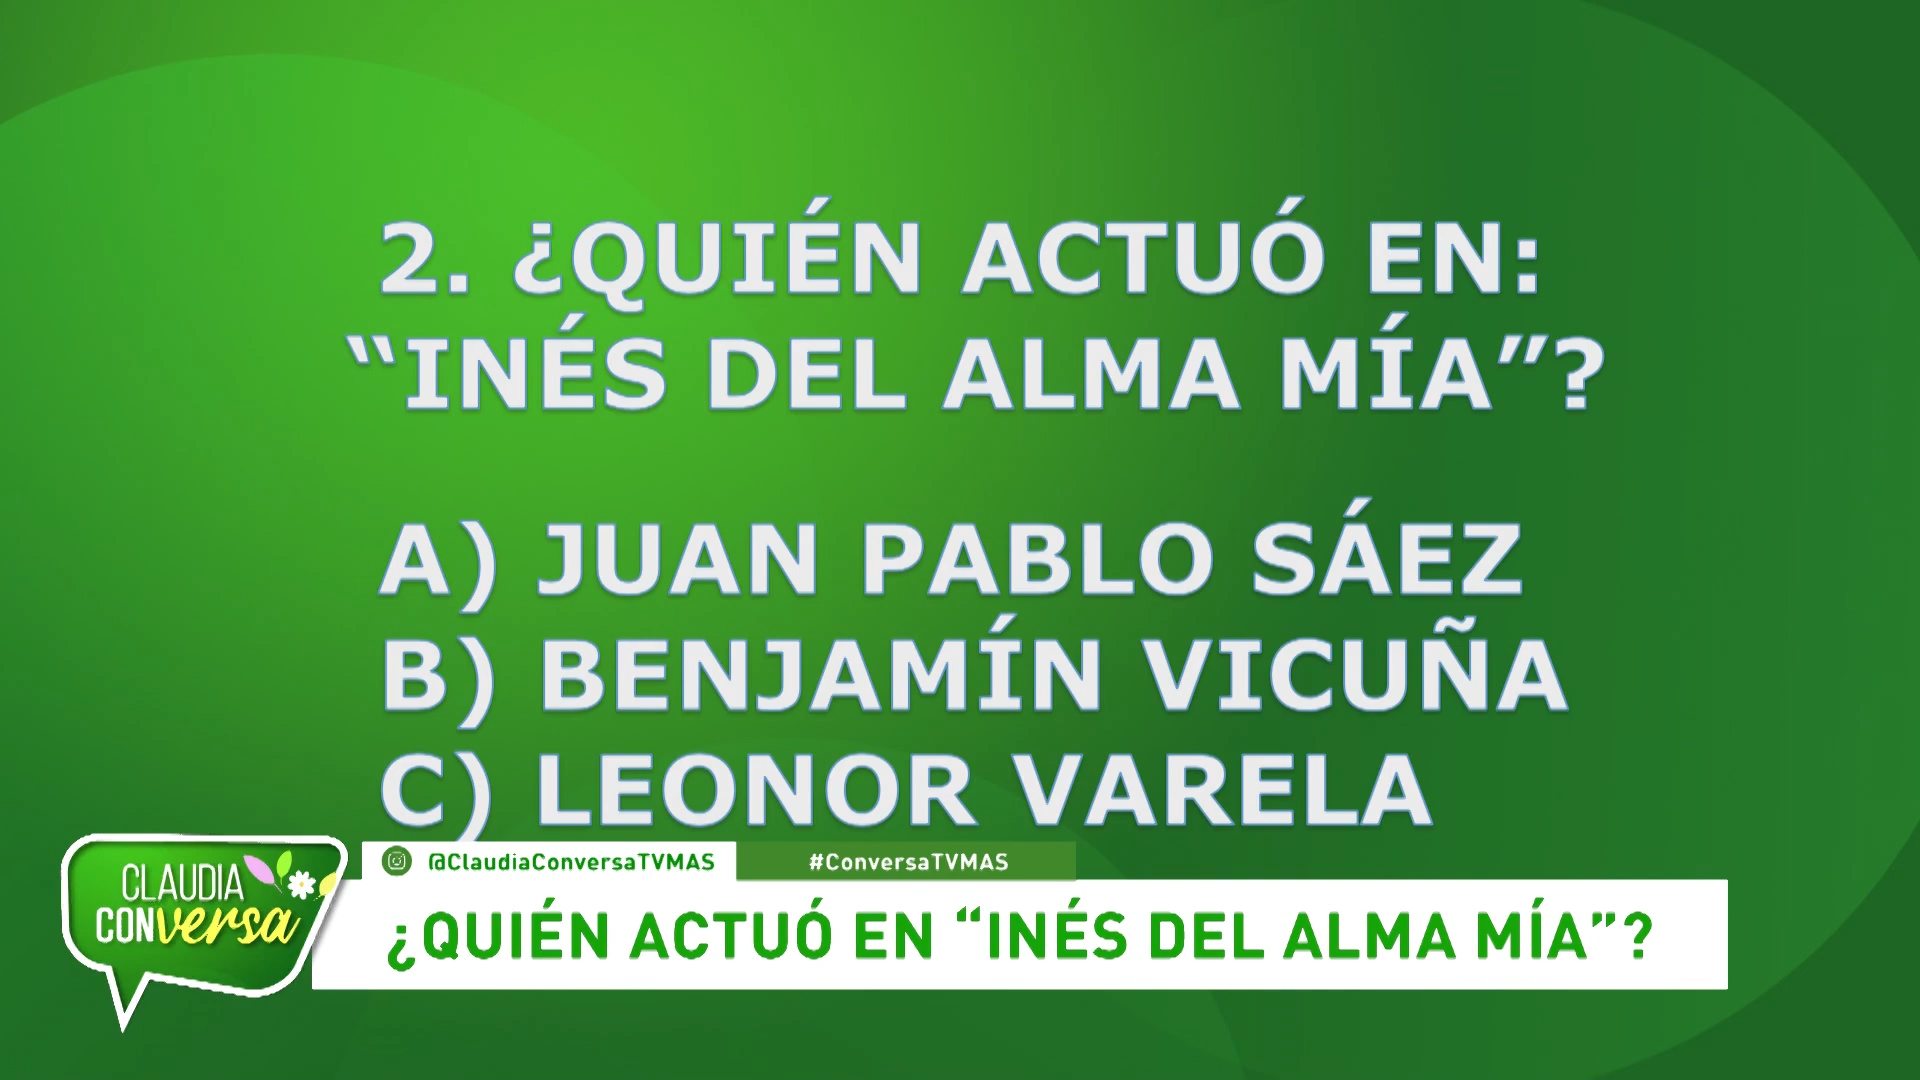 2. ¿QUIÉN ACTUÓ EN:
“INÉS DEL ALMA MÍA”?
A) JUAN PABLO SÁEZ
B) BENJAMÍN VICUÑA
C) LEONOR VARELA
@ClaudiaConversaTVMAS #ConversaTVMAS
CLAUDIA
CONversa
¿QUIÉN ACTUÓ EN “INÉS DEL ALMA MÍA”?